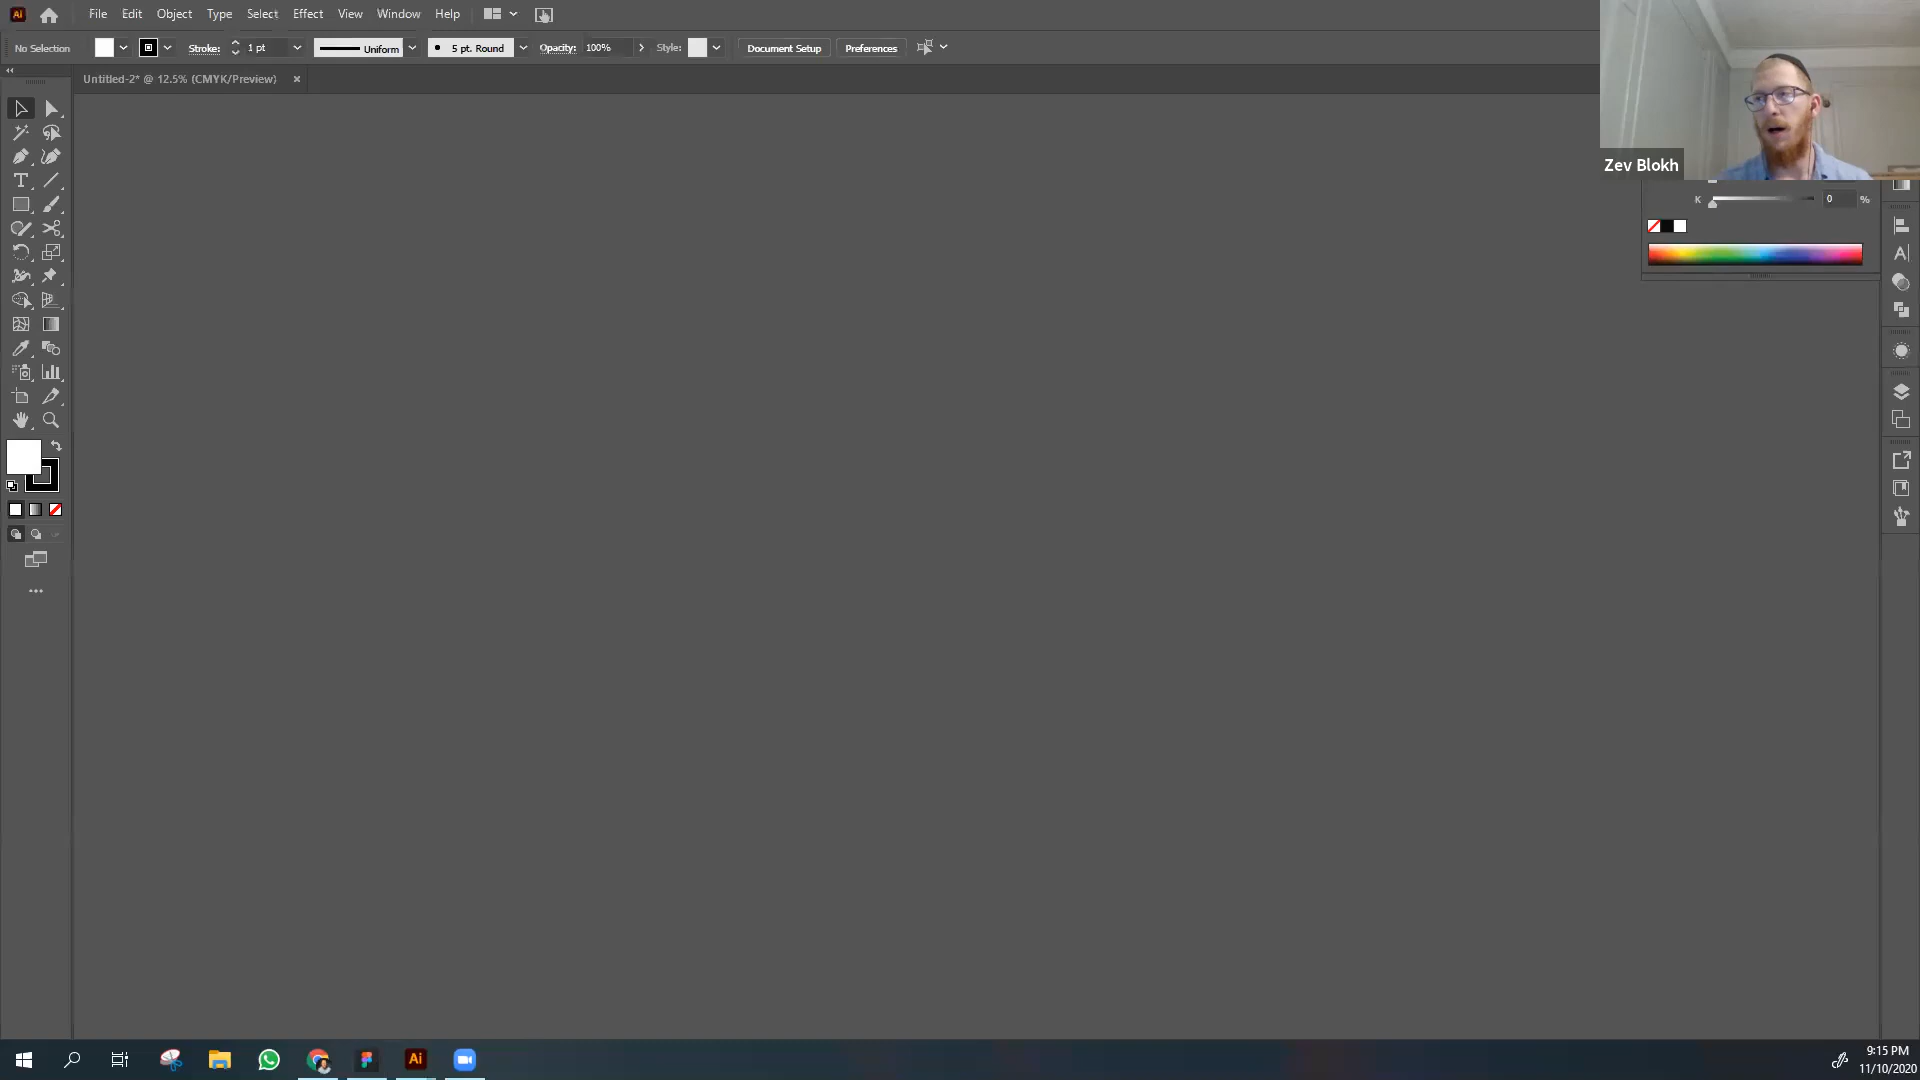 Ai File Edit Object Type Select Effect View Window Help
No Selection Stroke: 1 pt Uniform 5 pt. Round Opacity: 100% Style: Document Setup Preferences
Untitled-2* @ 12.5% (CMYK/Preview) ×
Zev Blokh
K 0 %
Ai
9:15 PM
11/10/2020